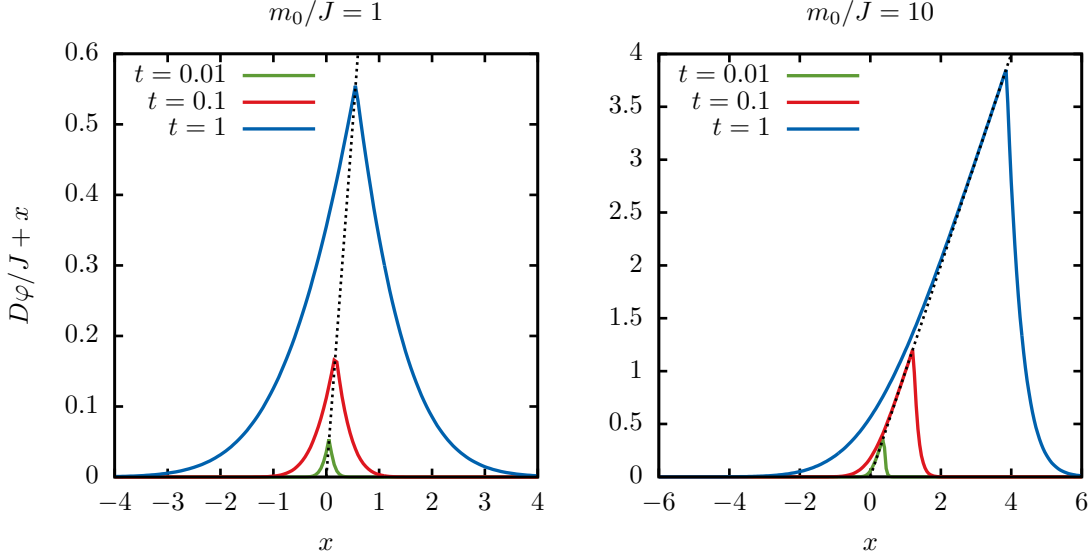 m₀/J = 1
Dφ/J + x
0.6
0.5
0.4
0.3
0.2
0.1
0
t = 0.01
t = 0.1
t = 1
−4 −3 −2 −1 0 1 2 3 4
x
m₀/J = 10
4
3.5
3
2.5
2
1.5
1
0.5
0
t = 0.01
t = 0.1
t = 1
−6 −4 −2 0 2 4 6
x